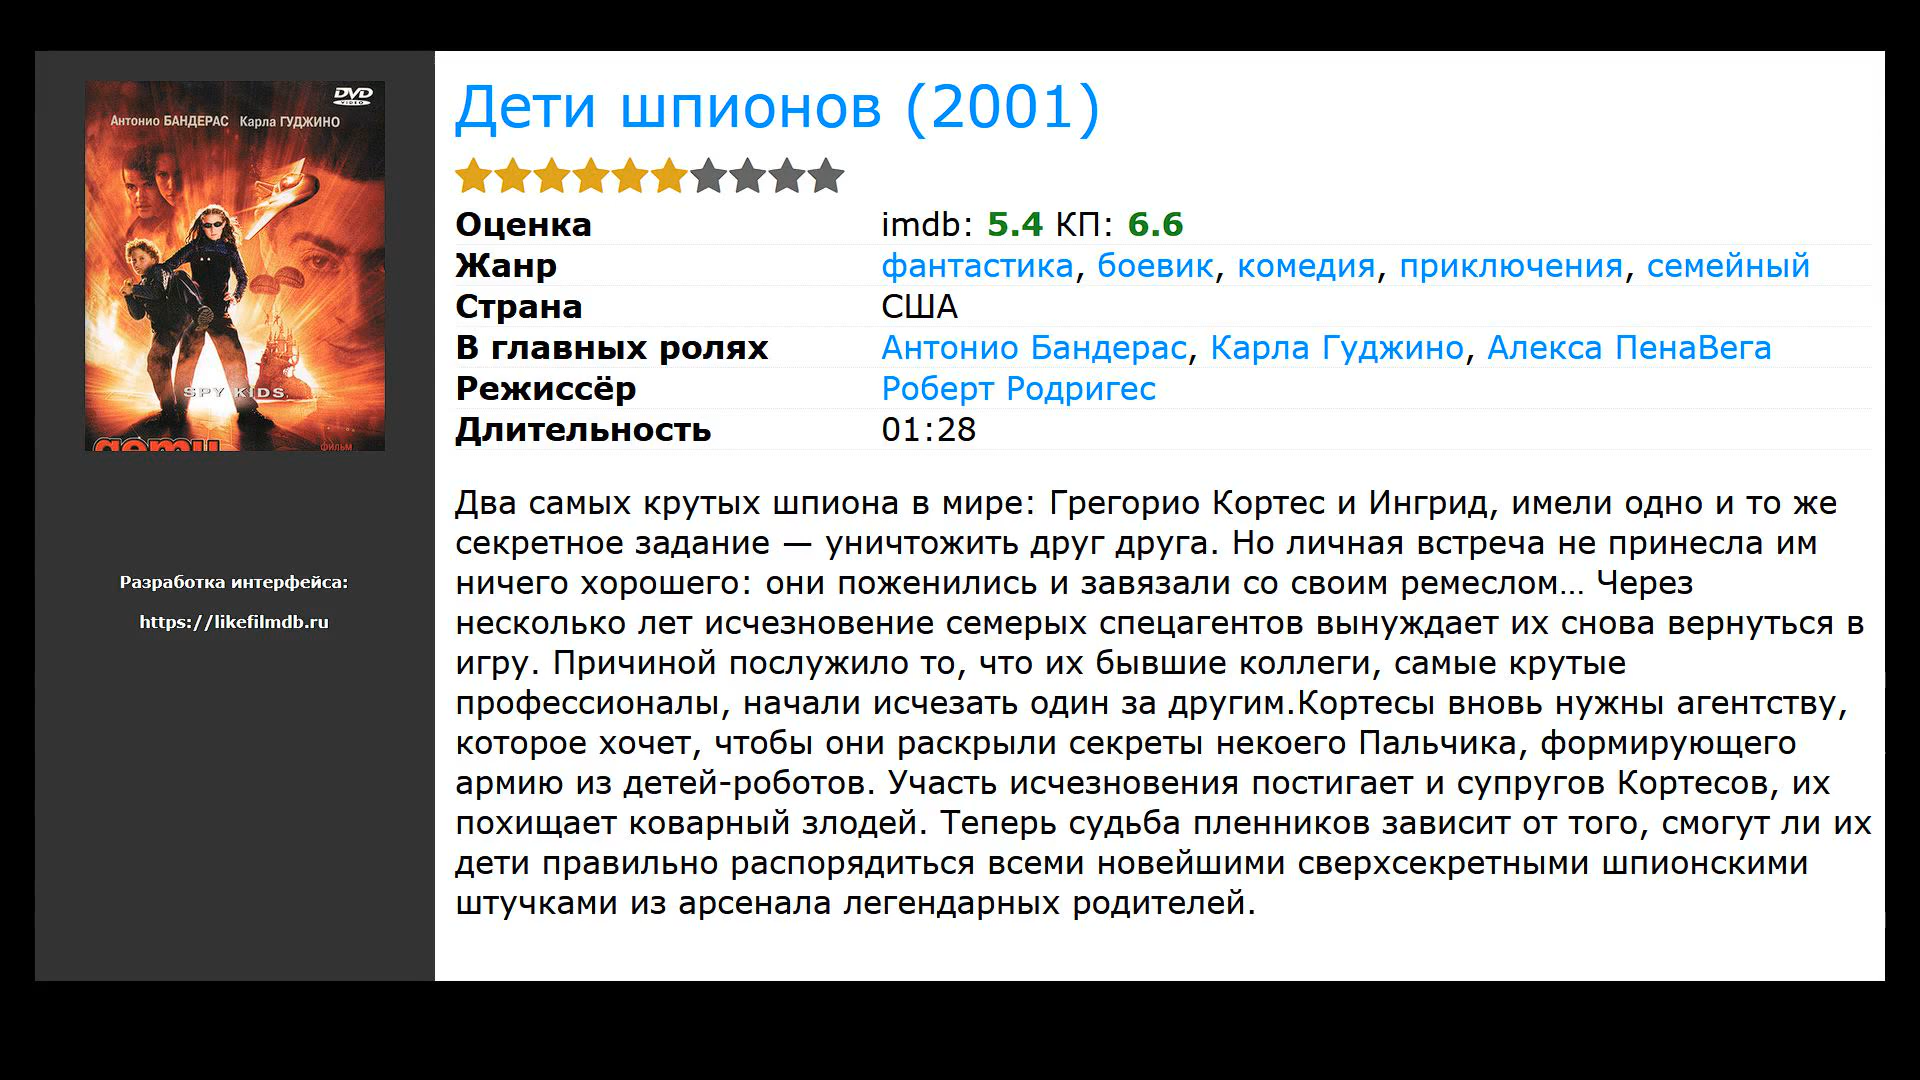 DVD
VIDEO
Антонио БАНДЕРАС Карла ГУДЖИНО
SPY KIDS
дети
фильм
Разработка интерфейса:
https://likefilmdb.ru
Дети шпионов (2001)
Оценка imdb: 5.4 КП: 6.6
Жанр фантастика, боевик, комедия, приключения, семейный
Страна США
В главных ролях Антонио Бандерас, Карла Гуджино, Алекса ПенаВега
Режиссёр Роберт Родригес
Длительность 01:28
Два самых крутых шпиона в мире: Грегорио Кортес и Ингрид, имели одно и то же
секретное задание — уничтожить друг друга. Но личная встреча не принесла им
ничего хорошего: они поженились и завязали со своим ремеслом… Через
несколько лет исчезновение семерых спецагентов вынуждает их снова вернуться в
игру. Причиной послужило то, что их бывшие коллеги, самые крутые
профессионалы, начали исчезать один за другим.Кортесы вновь нужны агентству,
которое хочет, чтобы они раскрыли секреты некоего Пальчика, формирующего
армию из детей-роботов. Участь исчезновения постигает и супругов Кортесов, их
похищает коварный злодей. Теперь судьба пленников зависит от того, смогут ли их
дети правильно распорядиться всеми новейшими сверхсекретными шпионскими
штучками из арсенала легендарных родителей.